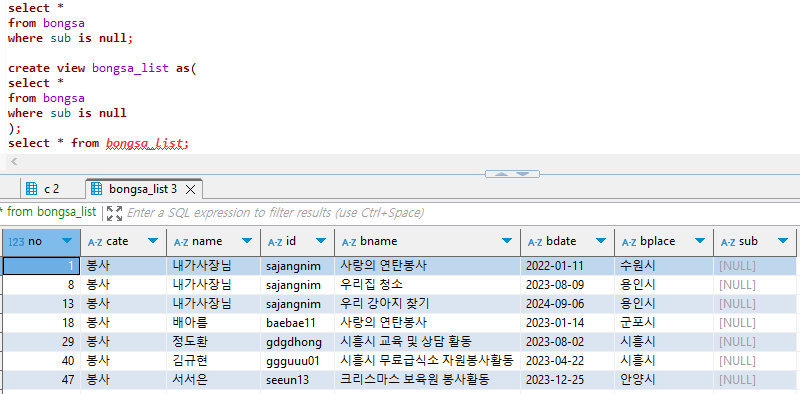 select *
from bongsa
where sub is null;
create view bongsa_list as(
select *
from bongsa
where sub is null
);
select * from bongsa_list;
c 2 bongsa_list 3
* from bongsa_list Enter a SQL expression to filter results (use Ctrl+Space)
123 no A-Z cate A-Z name A-Z id A-Z bname A-Z bdate A-Z bplace A-Z sub
1 봉사 내가사장님 sajangnim 사랑의 연탄봉사 2022-01-11 수원시 [NULL]
8 봉사 내가사장님 sajangnim 우리집 청소 2023-08-09 용인시 [NULL]
13 봉사 내가사장님 sajangnim 우리 강아지 찾기 2024-09-06 용인시 [NULL]
18 봉사 배아름 baebae11 사랑의 연탄봉사 2023-01-14 군포시 [NULL]
29 봉사 정도환 gdgdhong 시흥시 교육 및 상담 활동 2023-08-02 시흥시 [NULL]
40 봉사 김규현 ggguuu01 시흥시 무료급식소 자원봉사활동 2023-04-22 시흥시 [NULL]
47 봉사 서서은 seeun13 크리스마스 보육원 봉사활동 2023-12-25 안양시 [NULL]